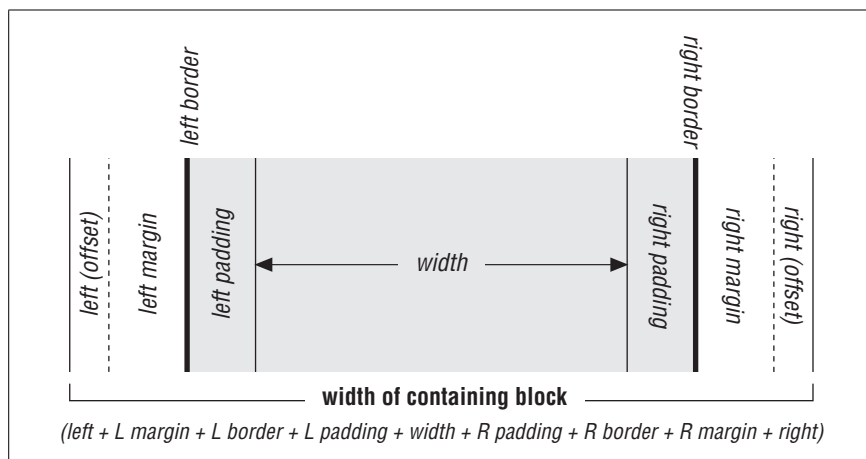 left border
right border
left (offset)
left margin
left padding
width
right padding
right margin
right (offset)
width of containing block
(left + L margin + L border + L padding + width + R padding + R border + R margin + right)